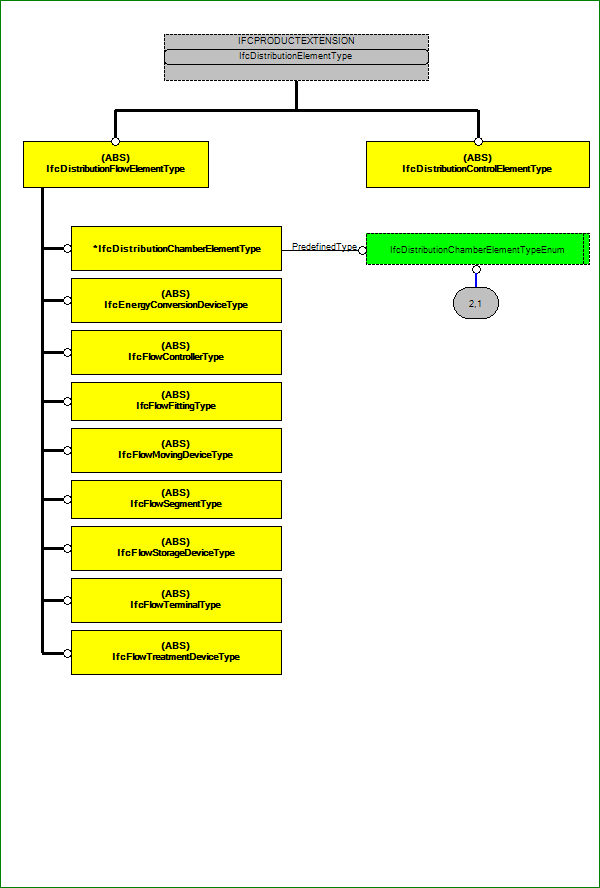 IFCPRODUCTEXTENSION
IfcDistributionElementType
(ABS)
IfcDistributionFlowElementType
(ABS)
IfcDistributionControlElementType
*IfcDistributionChamberElementType
PredefinedType
IfcDistributionChamberElementTypeEnum
(ABS)
IfcEnergyConversionDeviceType
2,1
(ABS)
IfcFlowControllerType
(ABS)
IfcFlowFittingType
(ABS)
IfcFlowMovingDeviceType
(ABS)
IfcFlowSegmentType
(ABS)
IfcFlowStorageDeviceType
(ABS)
IfcFlowTerminalType
(ABS)
IfcFlowTreatmentDeviceType